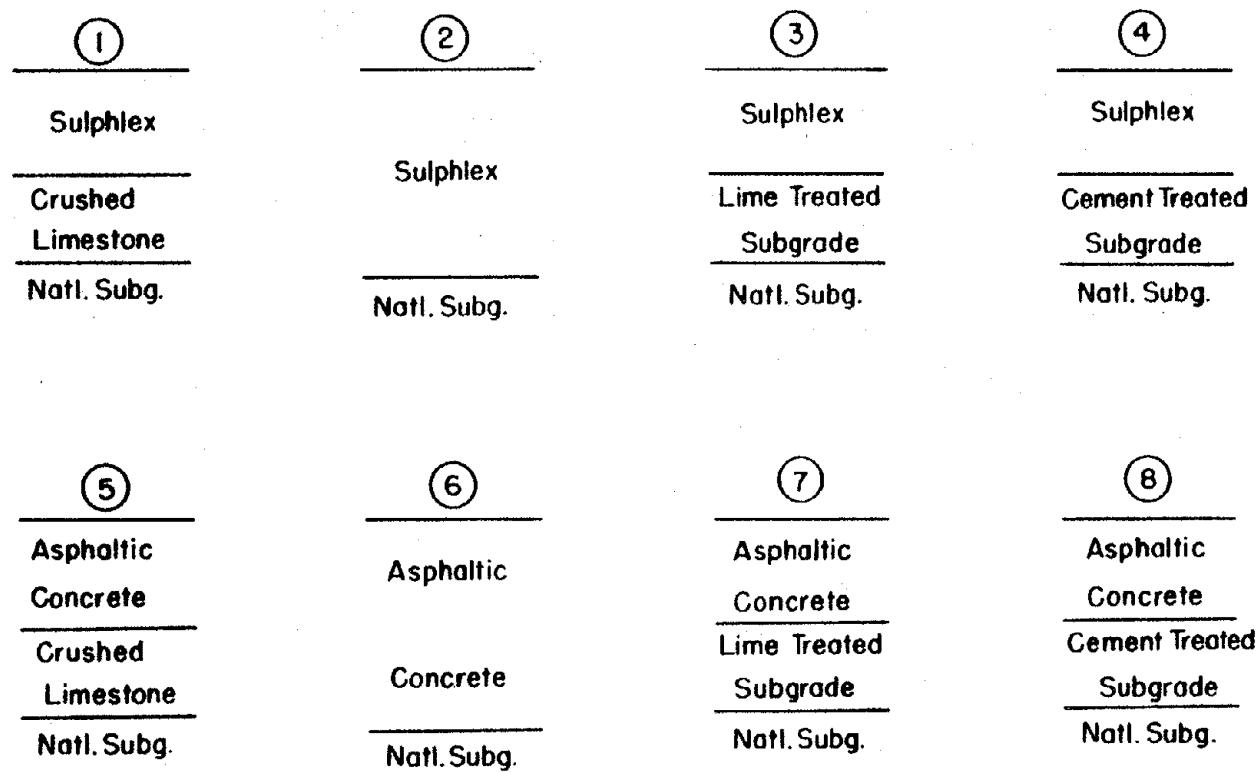 1
Sulphlex
Crushed
Limestone
Natl. Subg.
2
Sulphlex
Natl. Subg.
3
Sulphlex
Lime Treated
Subgrade
Natl. Subg.
4
Sulphlex
Cement Treated
Subgrade
Natl. Subg.
5
Asphaltic
Concrete
Crushed
Limestone
Natl. Subg.
6
Asphaltic
Concrete
Natl. Subg.
7
Asphaltic
Concrete
Lime Treated
Subgrade
Natl. Subg.
8
Asphaltic
Concrete
Cement Treated
Subgrade
Natl. Subg.